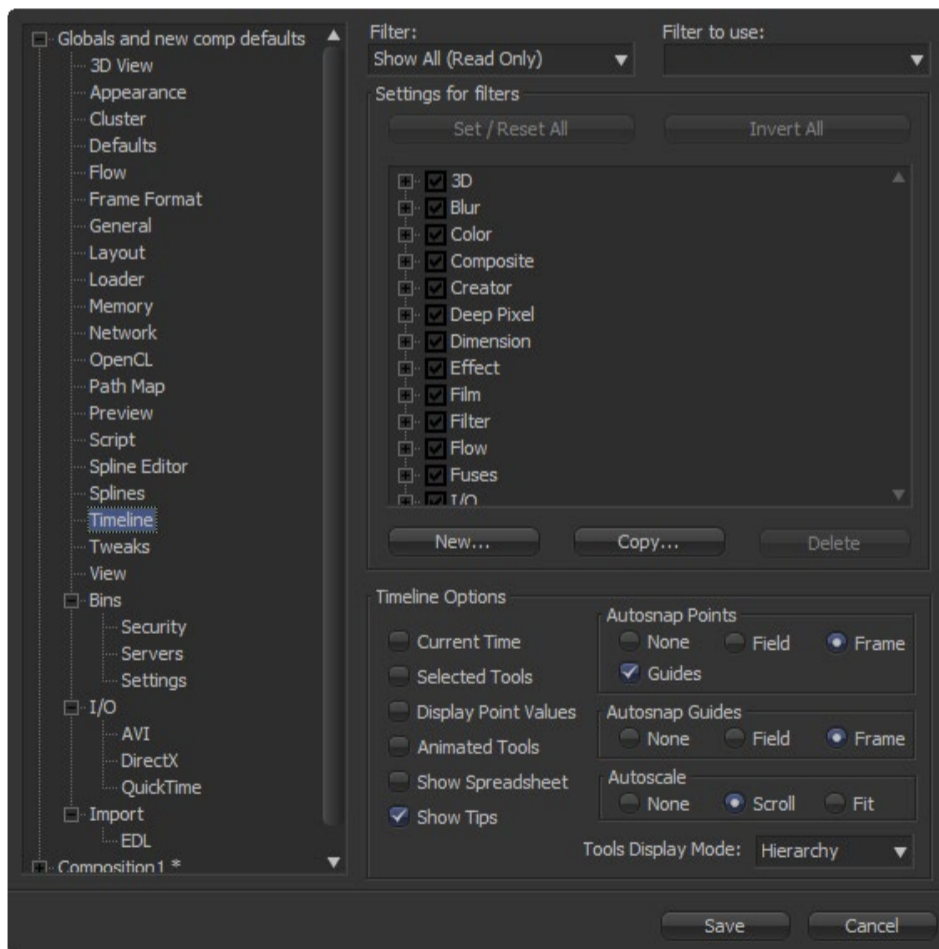 Globals and new comp defaults
3D View
Appearance
Cluster
Defaults
Flow
Frame Format
General
Layout
Loader
Memory
Network
OpenCL
Path Map
Preview
Script
Spline Editor
Splines
Timeline
Tweaks
View
Bins
Security
Servers
Settings
I/O
AVI
DirectX
QuickTime
Import
EDL
Composition1 *
Filter:
Show All (Read Only)
Filter to use:
Settings for filters
Set / Reset All
Invert All
3D
Blur
Color
Composite
Creator
Deep Pixel
Dimension
Effect
Film
Filter
Flow
Fuses
I/O
New...
Copy...
Delete
Timeline Options
Current Time
Selected Tools
Display Point Values
Animated Tools
Show Spreadsheet
Show Tips
Autosnap Points
None Field Frame
Guides
Autosnap Guides
None Field Frame
Autoscale
None Scroll Fit
Tools Display Mode: Hierarchy
Save
Cancel